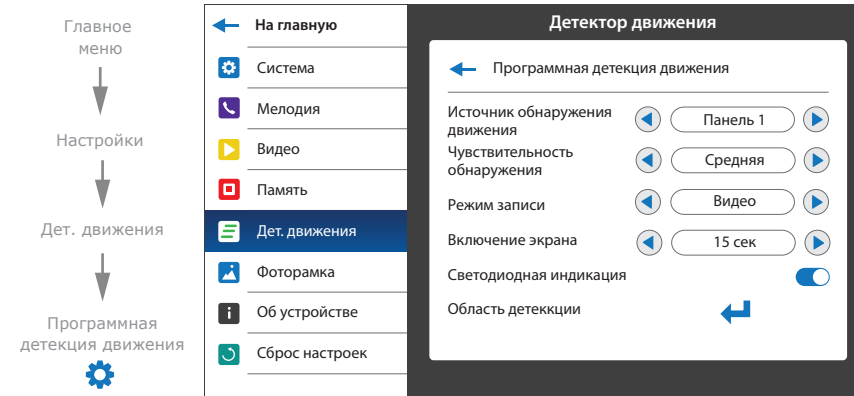 Главное
меню
Настройки
Дет. движения
Программная
детекция движения
На главную
Система
Мелодия
Видео
Память
Дет. движения
Фоторамка
Об устройстве
Сброс настроек
Детектор движения
Программная детекция движения
Источник обнаружения
движения
Панель 1
Чувствительность
обнаружения
Средняя
Режим записи
Видео
Включение экрана
15 сек
Светодиодная индикация
Область детеккции